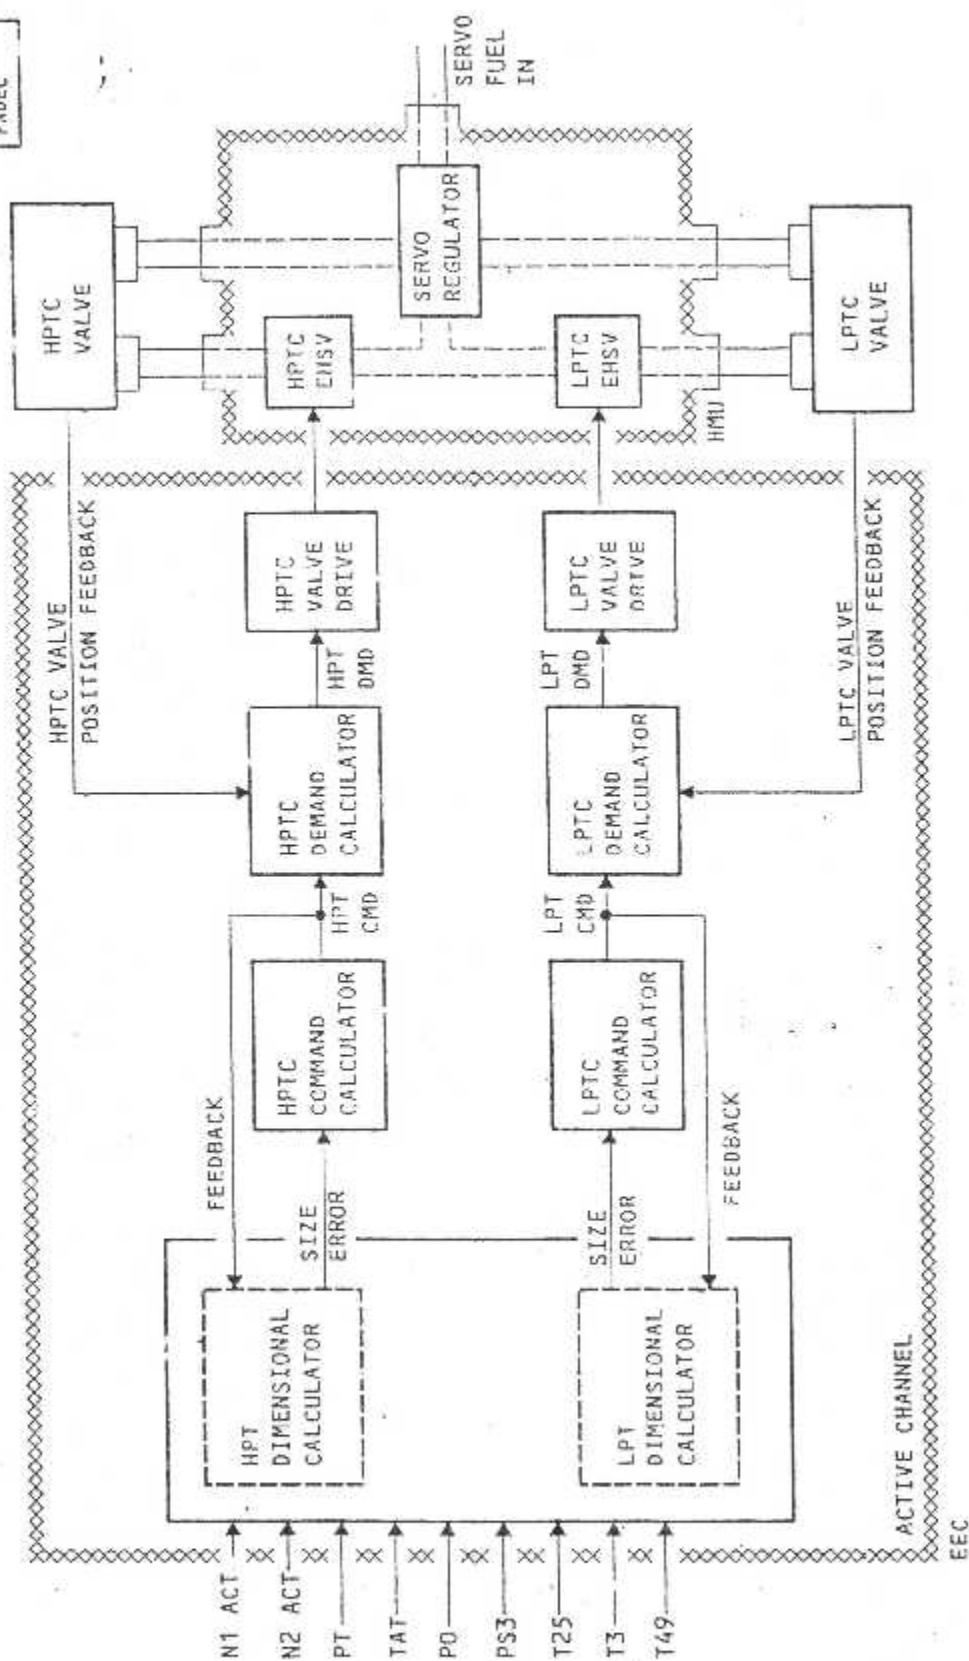 FADEC
HPTC
VALVE
LPTC
VALVE
SERVO
FUEL
IN
SERVO
REGULATOR
HPTC
EHSV
LPTC
EHSV
HMU
HPTC VALVE
POSITION FEEDBACK
HPTC
VALVE
DRIVE
LPTC
VALVE
DRIVE
LPTC VALVE
POSITION FEEDBACK
HPT
DMD
LPT
DMD
HPTC
DEMAND
CALCULATOR
LPTC
DEMAND
CALCULATOR
HPT
CMD
LPT
CMD
HPTC
COMMAND
CALCULATOR
LPTC
COMMAND
CALCULATOR
FEEDBACK
SIZE
ERROR
SIZE
ERROR
FEEDBACK
HPT
DIMENSIONAL
CALCULATOR
LPT
DIMENSIONAL
CALCULATOR
N1 ACT
N2 ACT
PT
TAT
P0
PS3
T25
T3
T49
ACTIVE CHANNEL
EEC